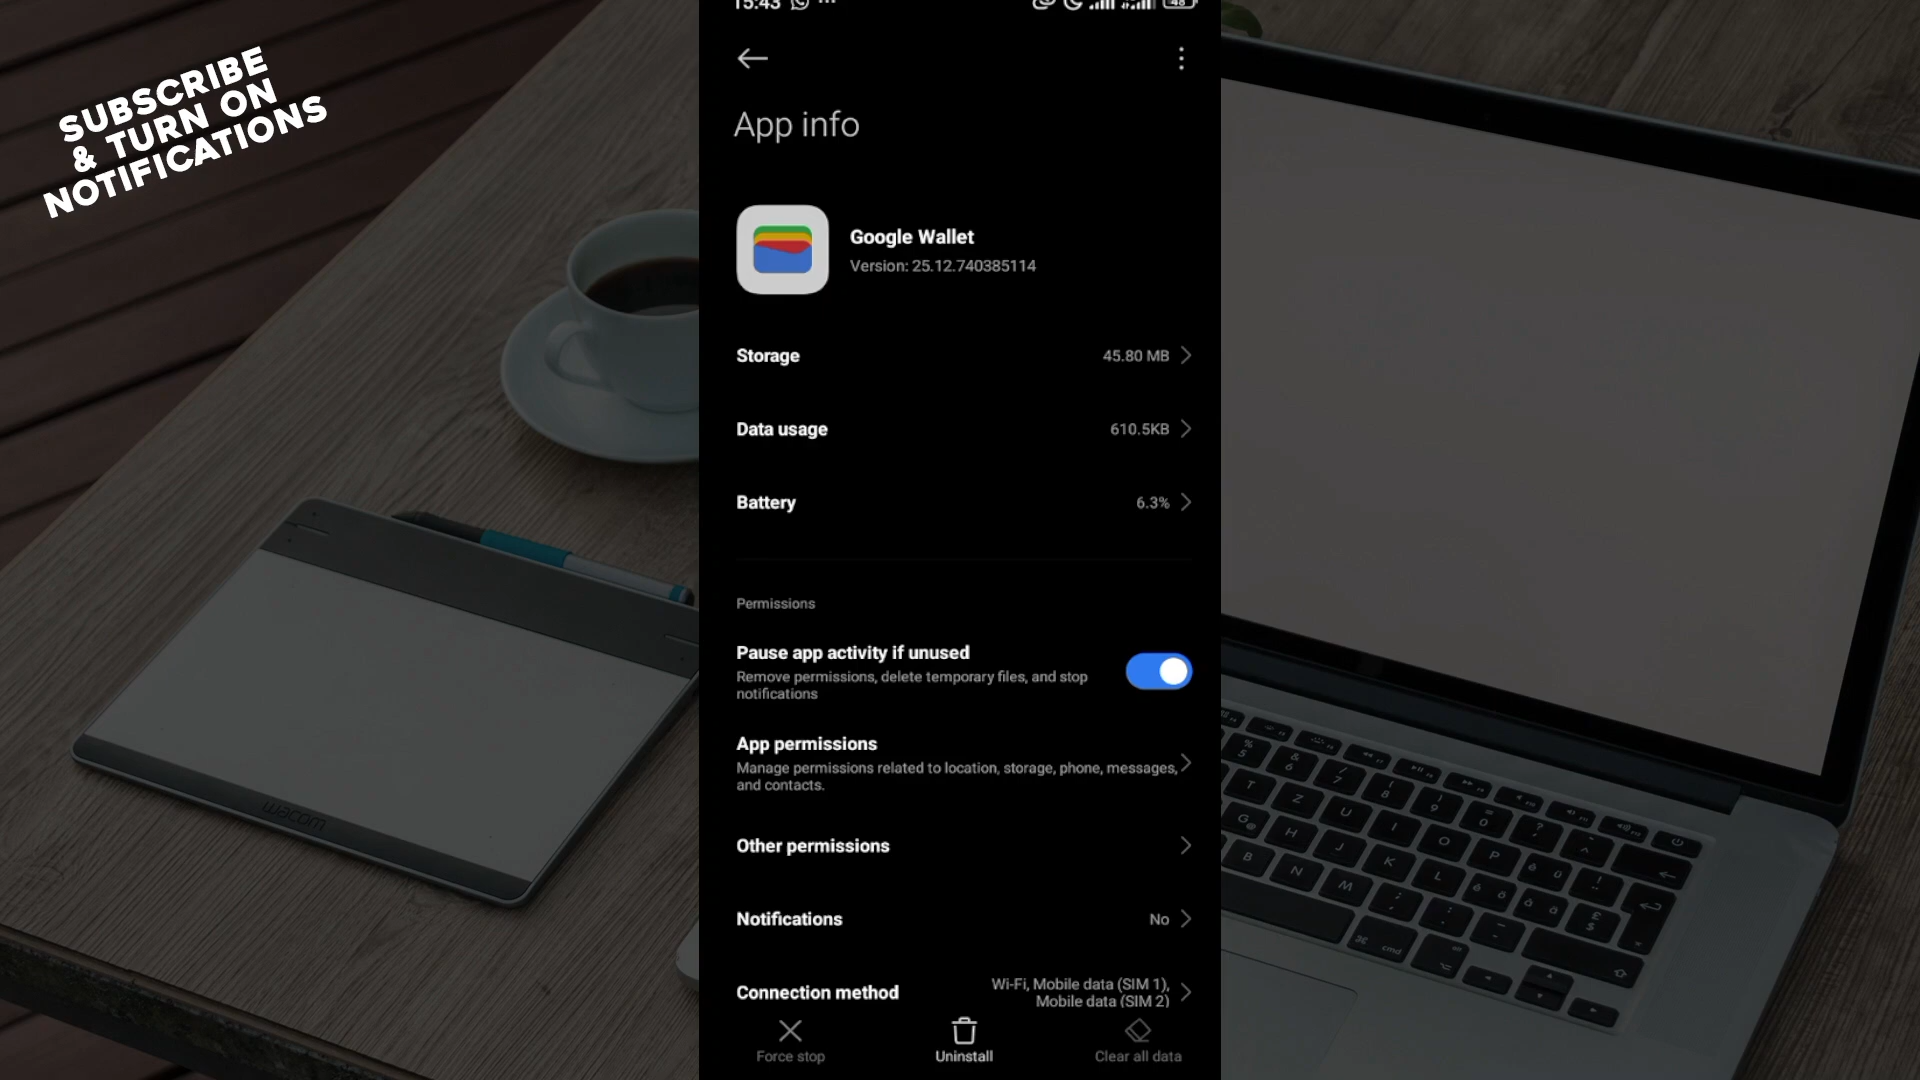 SUBSCRIBE
& TURN ON
NOTIFICATIONS
15:43
48
App info
Google Wallet
Version: 25.12.740385114
Storage 45.80 MB
Data usage 610.5KB
Battery 6.3%
Permissions
Pause app activity if unused
Remove permissions, delete temporary files, and stop
notifications
App permissions
Manage permissions related to location, storage, phone, messages,
and contacts.
Other permissions
Notifications No
Connection method Wi-Fi, Mobile data (SIM 1),
Mobile data (SIM 2)
Force stop Uninstall Clear all data
wacom